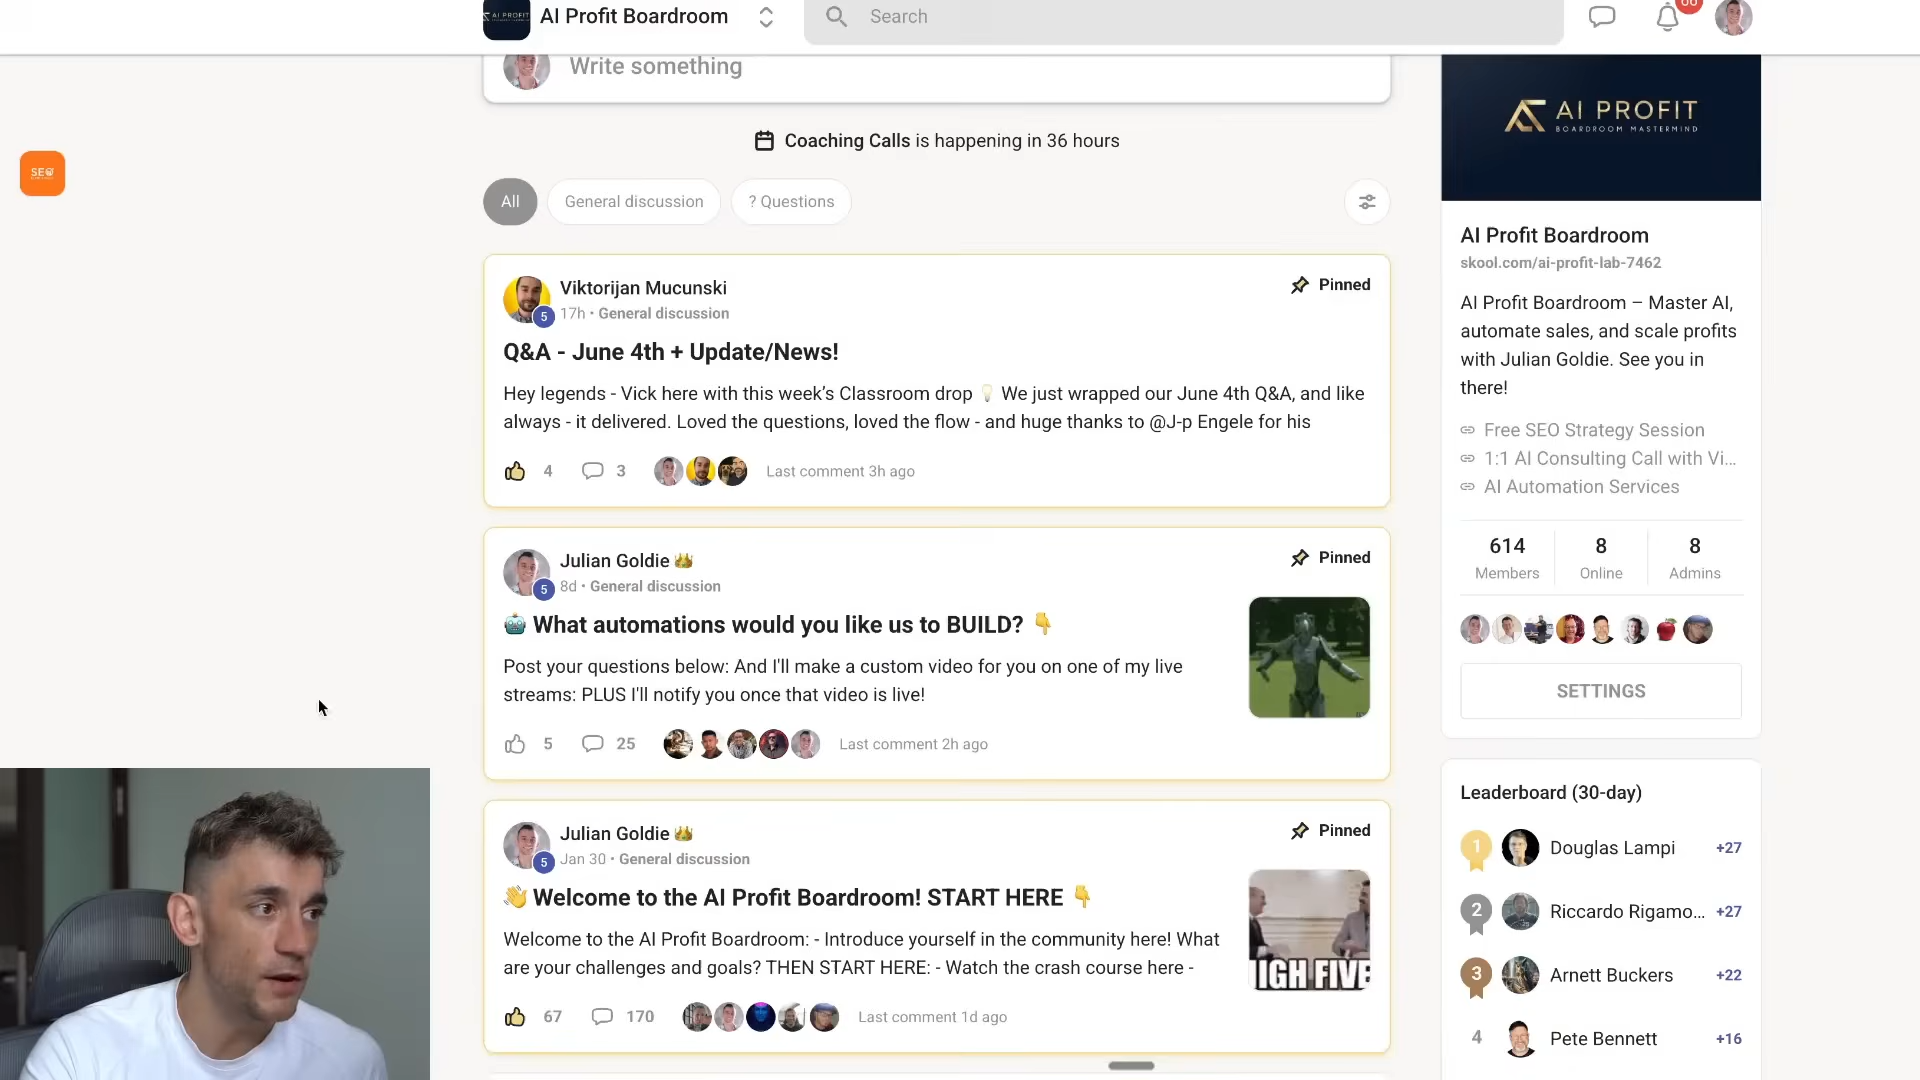 AI PROFIT
AI Profit Boardroom
Search
Write something
Coaching Calls is happening in 36 hours
SEO
All
General discussion
? Questions
Viktorijan Mucunski
Pinned
5
17h • General discussion
Q&A - June 4th + Update/News!
Hey legends - Vick here with this week's Classroom drop 💡 We just wrapped our June 4th Q&A, and like
always - it delivered. Loved the questions, loved the flow - and huge thanks to @J-p Engele for his
4
3
Last comment 3h ago
Julian Goldie 👑
Pinned
5
8d • General discussion
🤖 What automations would you like us to BUILD? 👇
Post your questions below: And I'll make a custom video for you on one of my live
streams: PLUS I'll notify you once that video is live!
5
25
Last comment 2h ago
Julian Goldie 👑
Pinned
5
Jan 30 • General discussion
👋 Welcome to the AI Profit Boardroom! START HERE 👇
Welcome to the AI Profit Boardroom: - Introduce yourself in the community here! What
are your challenges and goals? THEN START HERE: - Watch the crash course here -
HIGH FIVE
67
170
Last comment 1d ago
AI PROFIT
BOARDROOM MASTERMIND
AI Profit Boardroom
skool.com/ai-profit-lab-7462
AI Profit Boardroom – Master AI,
automate sales, and scale profits
with Julian Goldie. See you in
there!
Free SEO Strategy Session
1:1 AI Consulting Call with Vi...
AI Automation Services
614
Members
8
Online
8
Admins
SETTINGS
Leaderboard (30-day)
1
Douglas Lampi
+27
2
Riccardo Rigamo...
+27
3
Arnett Buckers
+22
4
Pete Bennett
+16